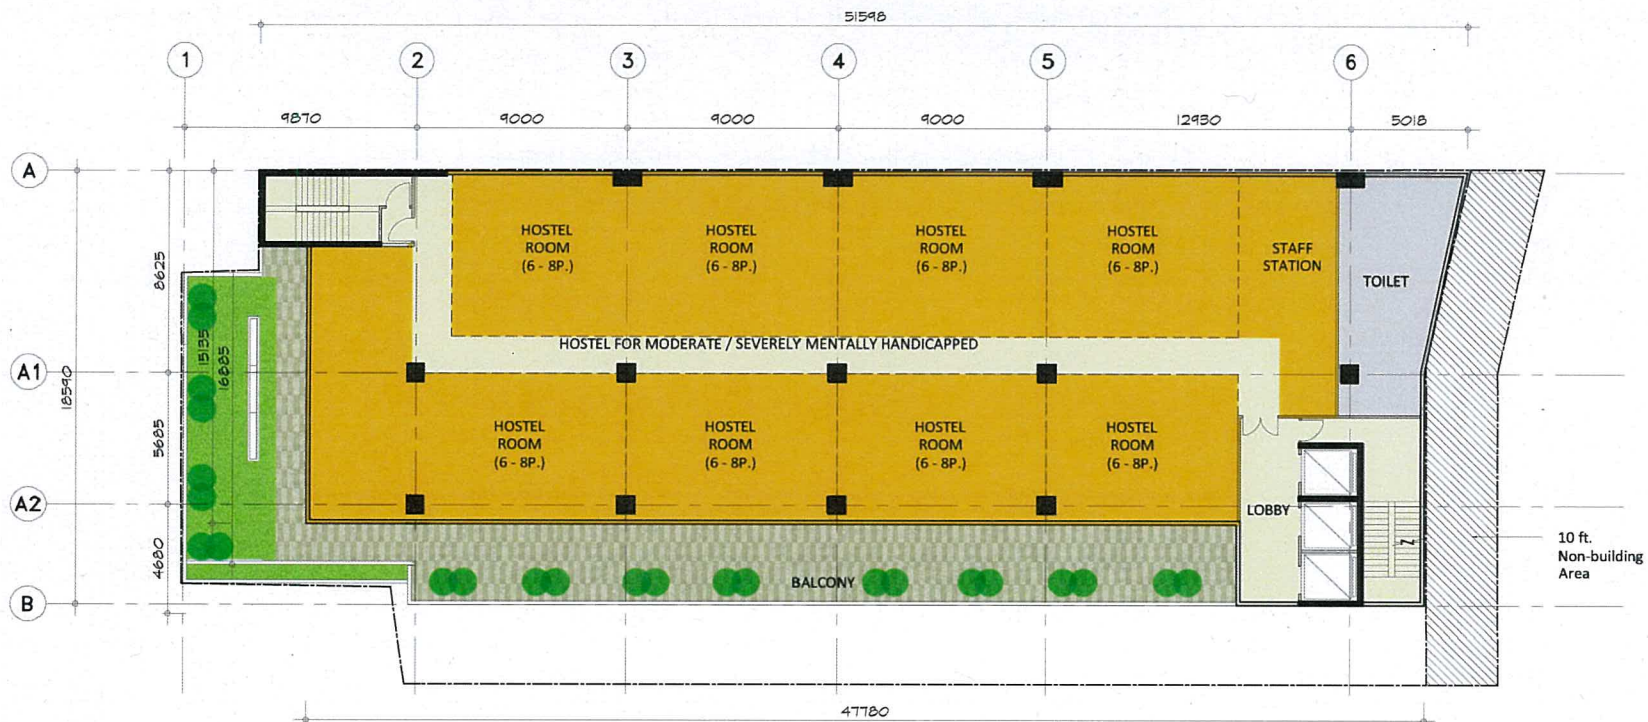 51598
1
2
3
4
5
6
9870
9000
9000
9000
12930
5018
A
HOSTEL
ROOM
(6 - 8P.)
HOSTEL
ROOM
(6 - 8P.)
HOSTEL
ROOM
(6 - 8P.)
HOSTEL
ROOM
(6 - 8P.)
STAFF
STATION
TOILET
8625
15135
16885
18590
HOSTEL FOR MODERATE / SEVERELY MENTALLY HANDICAPPED
A1
5685
HOSTEL
ROOM
(6 - 8P.)
HOSTEL
ROOM
(6 - 8P.)
HOSTEL
ROOM
(6 - 8P.)
HOSTEL
ROOM
(6 - 8P.)
A2
LOBBY
4680
10 ft.
Non-building
Area
BALCONY
B
47780